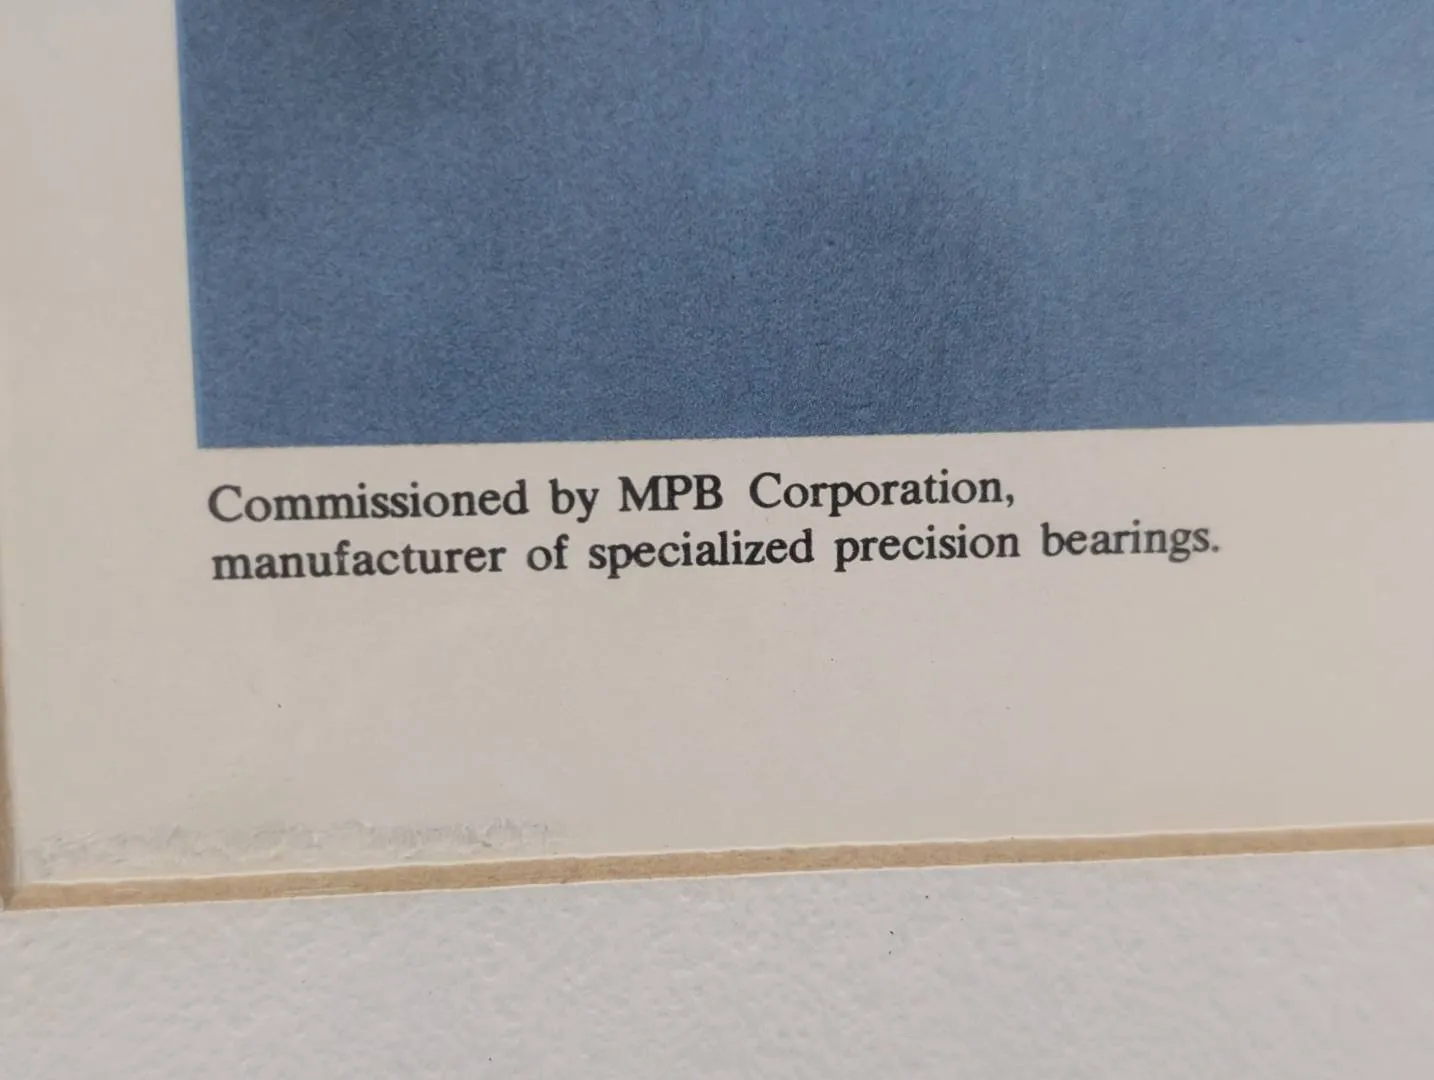 Commissioned by MPB Corporation,
manufacturer of specialized precision bearings.